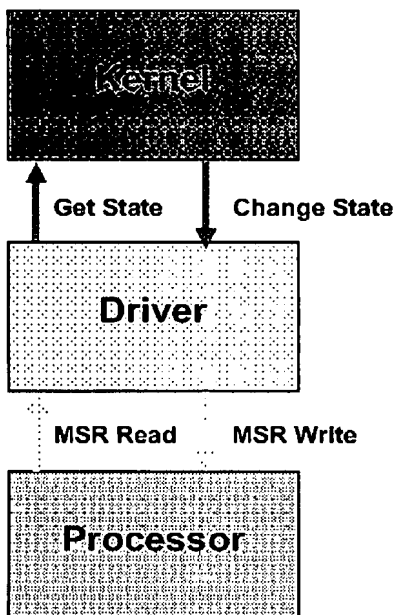 Kernel
Get State
Change State
Driver
MSR Read
MSR Write
Processor